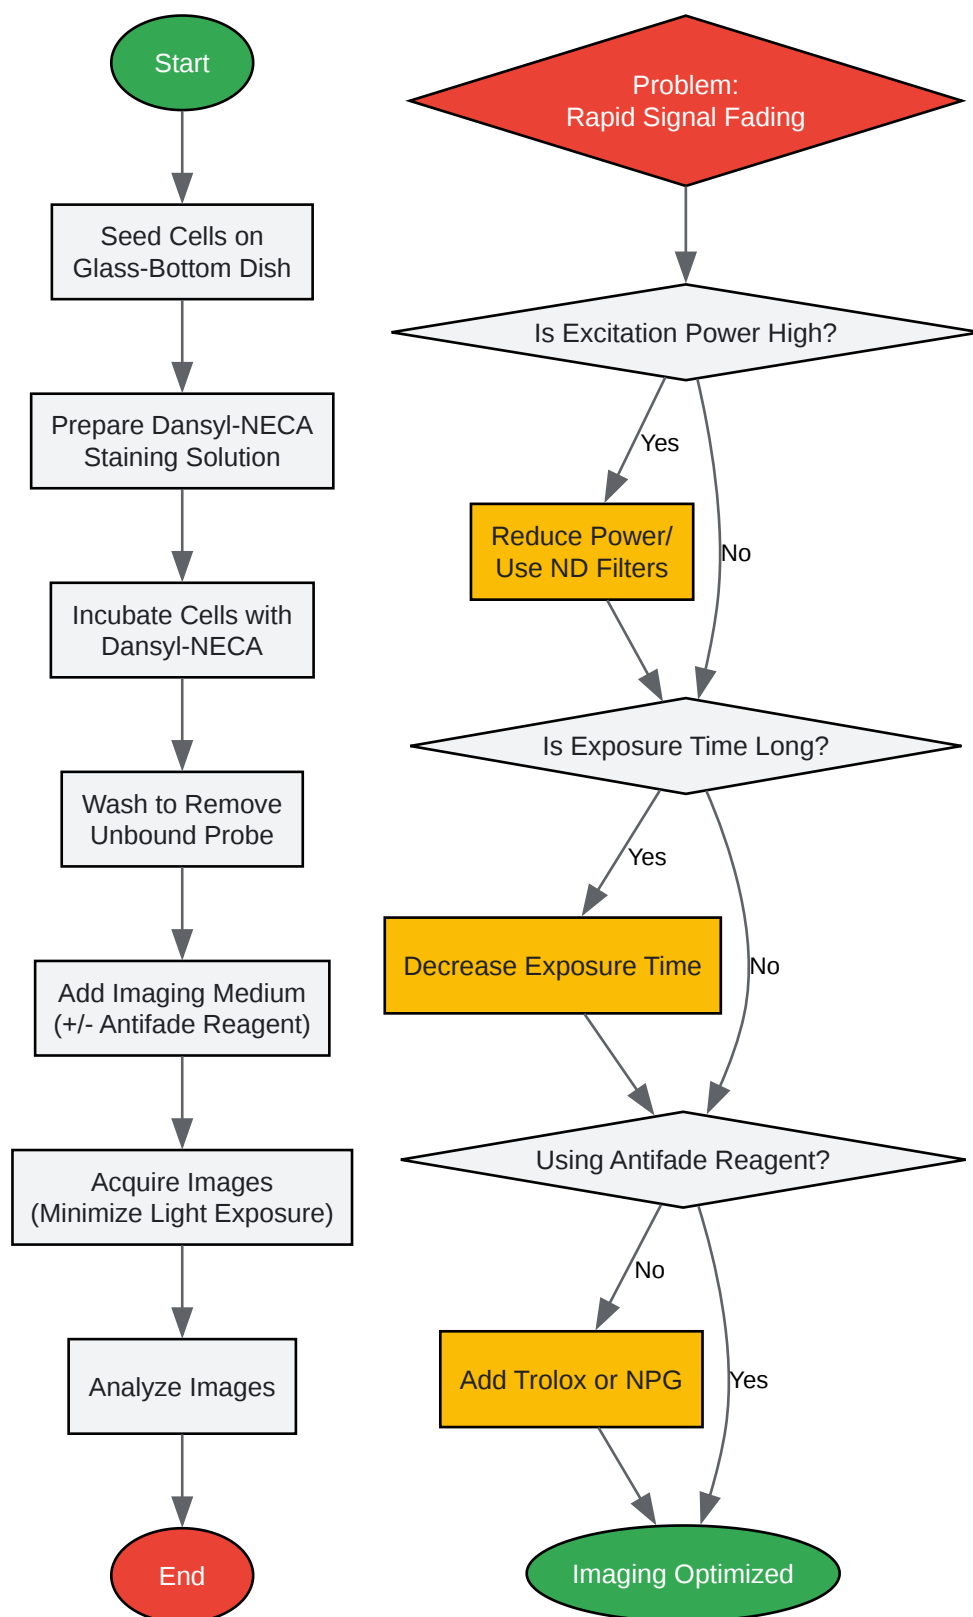 Start
Seed Cells on
Glass-Bottom Dish
Prepare Dansyl-NECA
Staining Solution
Incubate Cells with
Dansyl-NECA
Wash to Remove
Unbound Probe
Add Imaging Medium
(+/- Antifade Reagent)
Acquire Images
(Minimize Light Exposure)
Analyze Images
End
Problem:
Rapid Signal Fading
Is Excitation Power High?
Yes
No
Reduce Power/
Use ND Filters
Is Exposure Time Long?
Yes
No
Decrease Exposure Time
Using Antifade Reagent?
No
Yes
Add Trolox or NPG
Imaging Optimized